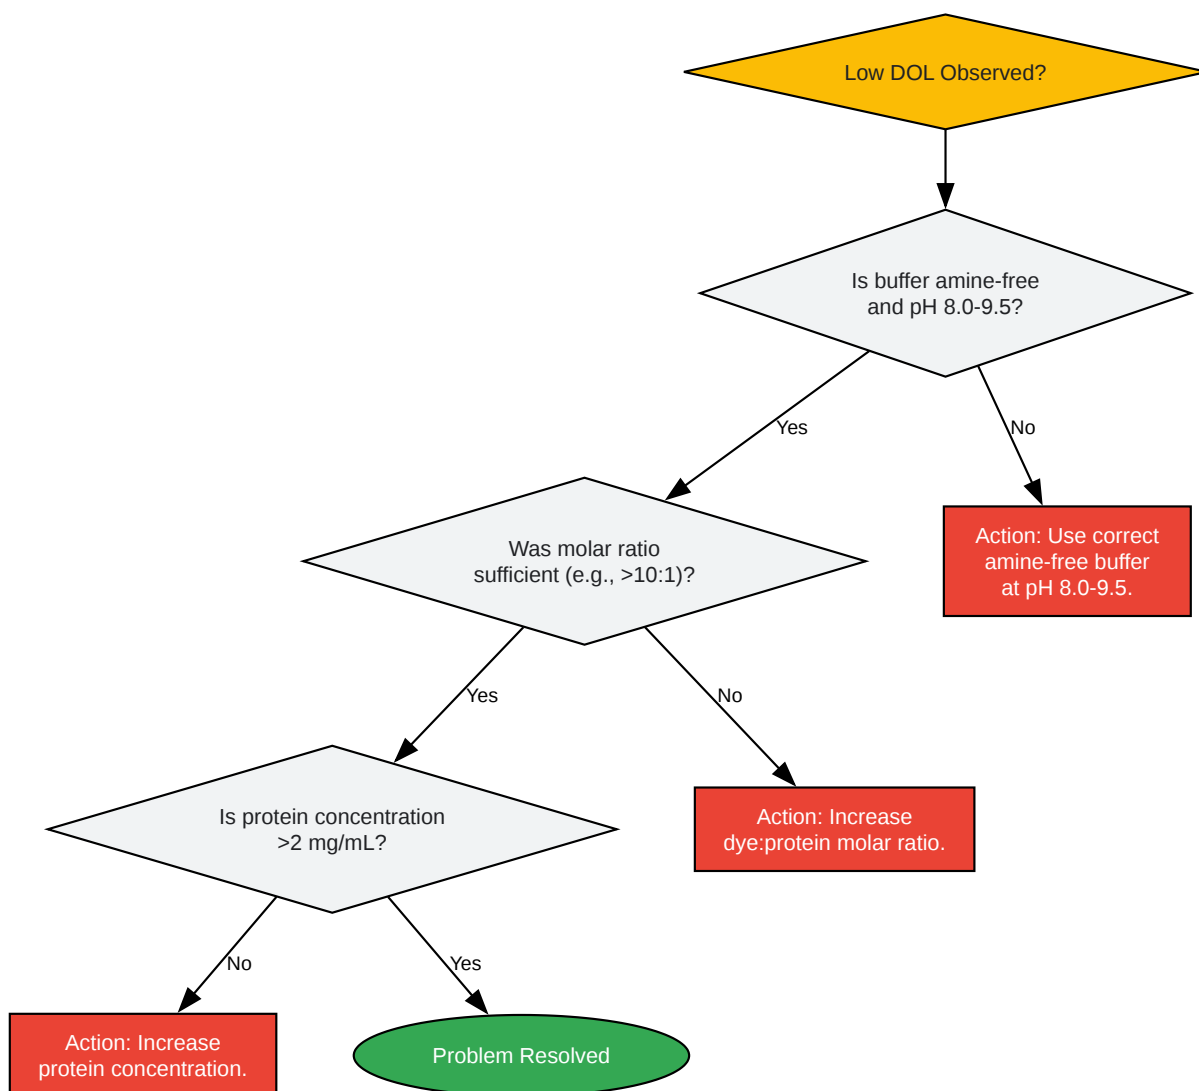 Low DOL Observed?
Is buffer amine-free
and pH 8.0-9.5?
Yes
No
Was molar ratio
sufficient (e.g., >10:1)?
Action: Use correct
amine-free buffer
at pH 8.0-9.5.
Yes
No
Is protein concentration
>2 mg/mL?
Action: Increase
dye:protein molar ratio.
No
Yes
Action: Increase
protein concentration.
Problem Resolved